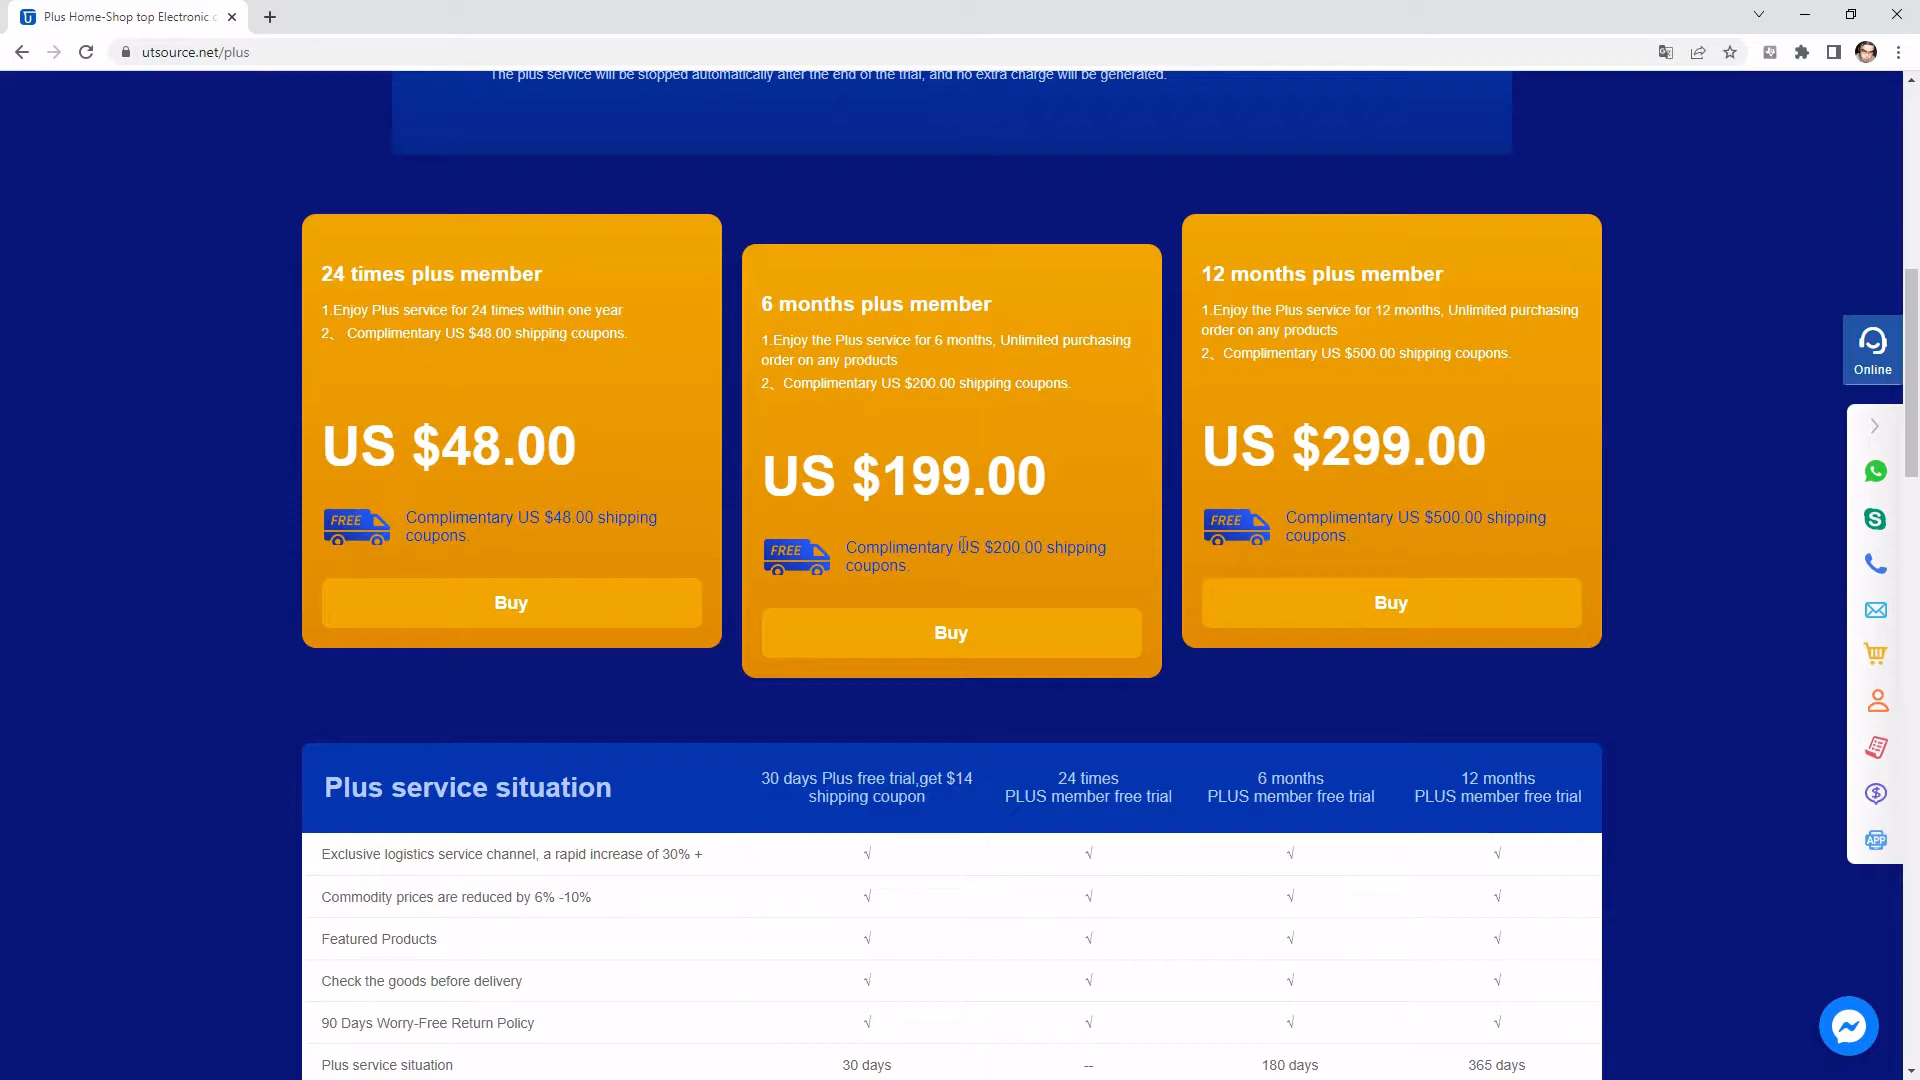 Plus Home-Shop top Electronic c
utsource.net/plus
The plus service will be stopped automatically after the end of the trial, and no extra charge will be generated.
24 times plus member
1.Enjoy Plus service for 24 times within one year
2、 Complimentary US $48.00 shipping coupons.
US $48.00
FREE
Complimentary US $48.00 shipping
coupons.
Buy
6 months plus member
1.Enjoy the Plus service for 6 months, Unlimited purchasing
order on any products
2、Complimentary US $200.00 shipping coupons.
US $199.00
FREE
Complimentary US $200.00 shipping
coupons.
Buy
12 months plus member
1.Enjoy the Plus service for 12 months, Unlimited purchasing
order on any products
2、Complimentary US $500.00 shipping coupons.
US $299.00
FREE
Complimentary US $500.00 shipping
coupons.
Buy
Online
APP
Plus service situation
30 days Plus free trial,get $14
shipping coupon
24 times
PLUS member free trial
6 months
PLUS member free trial
12 months
PLUS member free trial
Exclusive logistics service channel, a rapid increase of 30% + √ √ √ √
Commodity prices are reduced by 6% -10% √ √ √ √
Featured Products √ √ √ √
Check the goods before delivery √ √ √ √
90 Days Worry-Free Return Policy √ √ √ √
Plus service situation 30 days -- 180 days 365 days